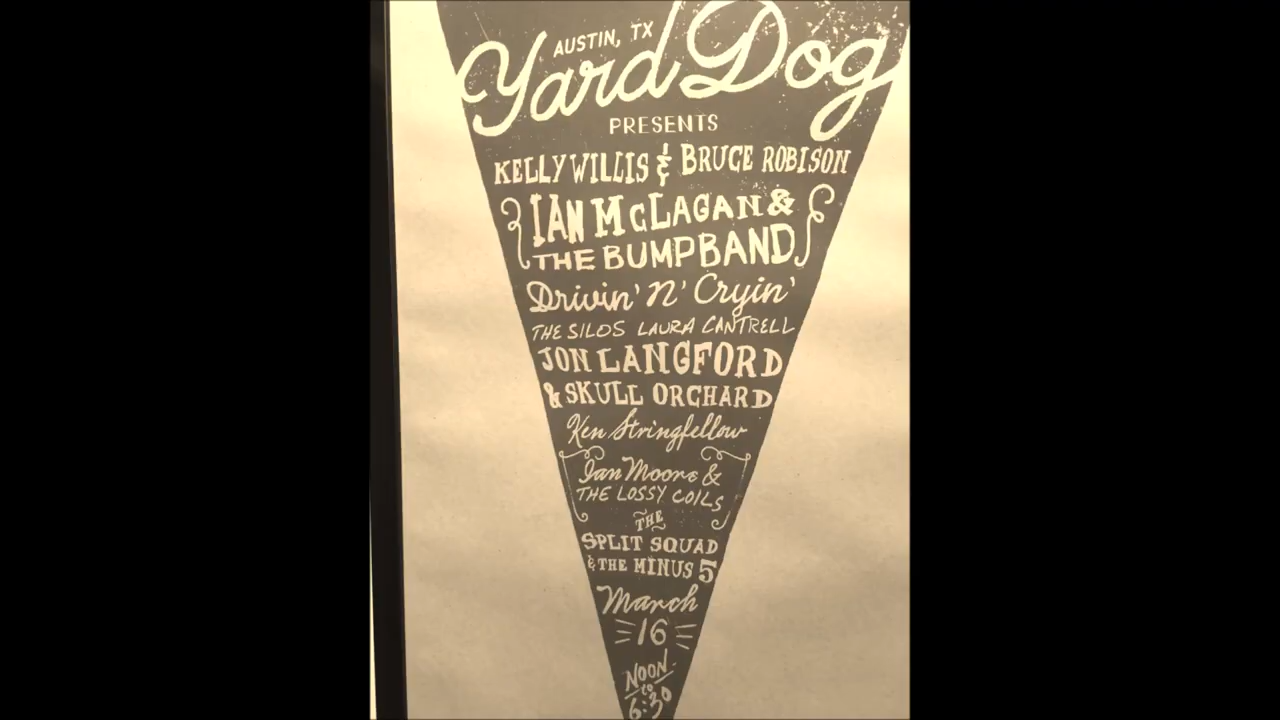 AUSTIN, TX
Yard Dog
PRESENTS
KELLY WILLIS & BRUCE ROBISON
IAN McLAGAN &
THE BUMP BAND
Drivin' N' Cryin'
THE SILOS LAURA CANTRELL
JON LANGFORD
& SKULL ORCHARD
Ken Stringfellow
Ian Moore &
THE LOSSY COILS
THE
SPLIT SQUAD
& THE MINUS 5
March
16
NOON
to
6:30